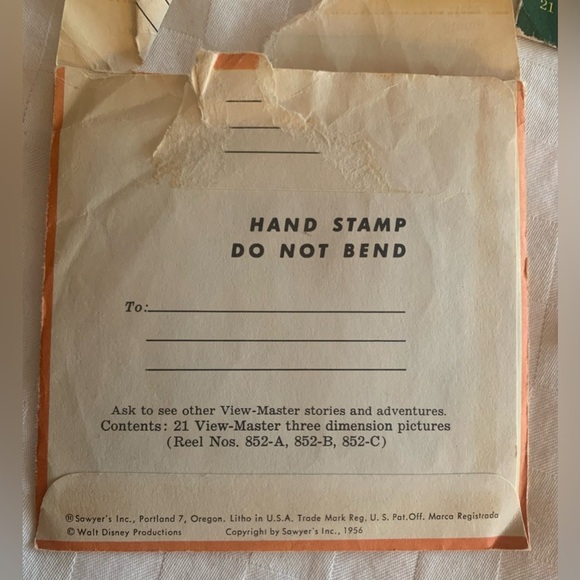 21
HAND STAMP
DO NOT BEND
To:
Ask to see other View-Master stories and adventures.
Contents: 21 View-Master three dimension pictures
(Reel Nos. 852-A, 852-B, 852-C)
® Sawyer's Inc., Portland 7, Oregon. Litho in U.S.A. Trade Mark Reg. U. S. Pat. Off. Marca Registrada
© Walt Disney Productions Copyright by Sawyer's Inc., 1956